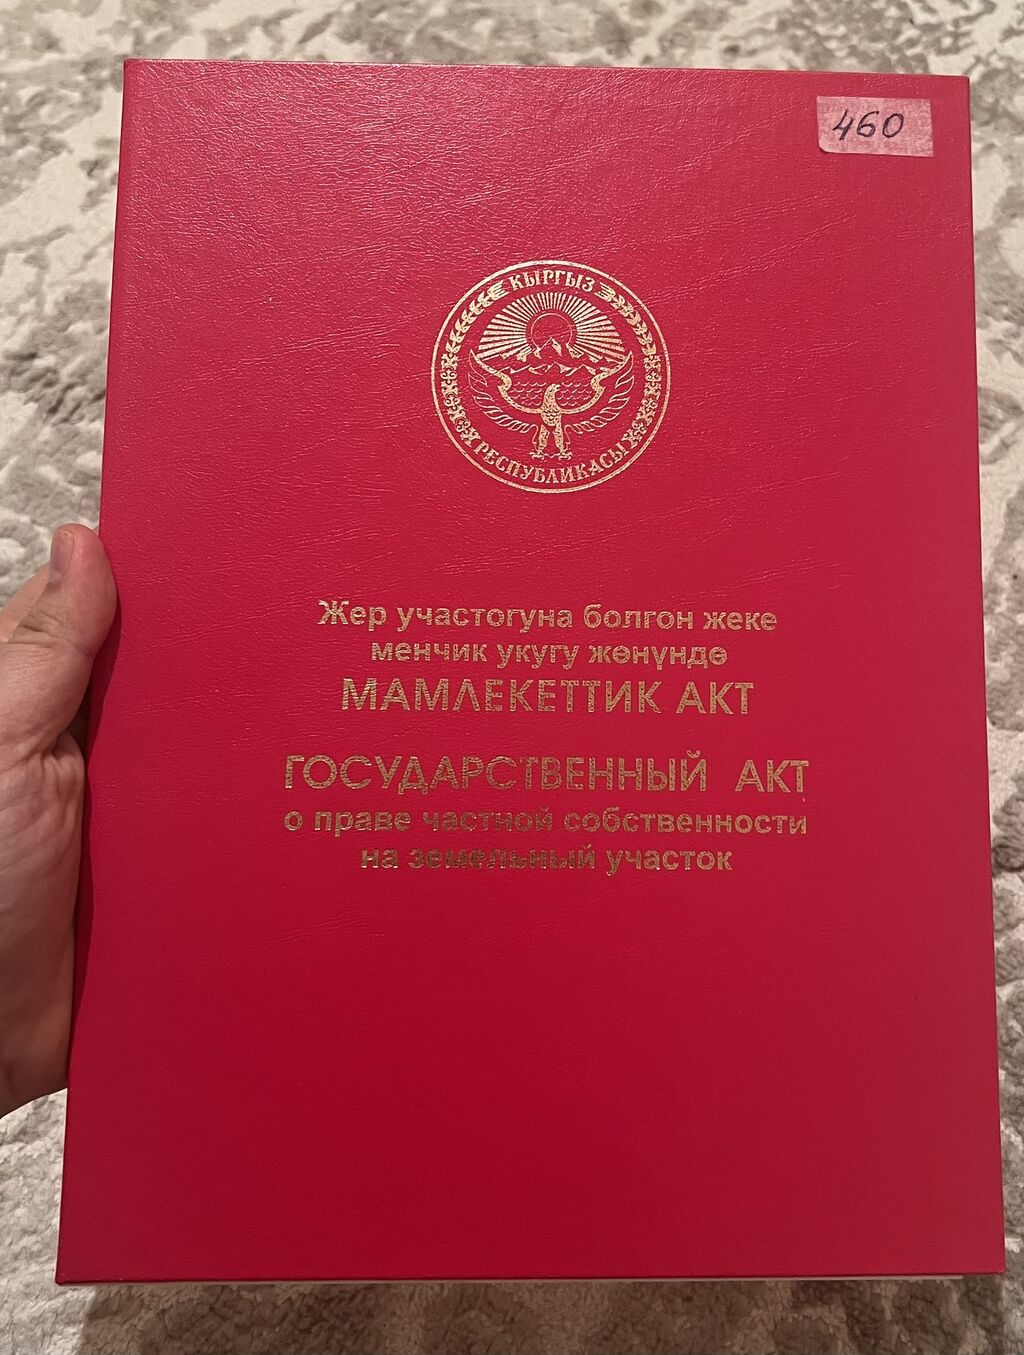 460
КЫРГЫЗ
РЕСПУБЛИКАСЫ
Жер участогуна болгон жеке
менчик укугу жөнүндө
МАМЛЕКЕТТИК АКТ
ГОСУДАРСТВЕННЫЙ АКТ
о праве частной собственности
на земельный участок